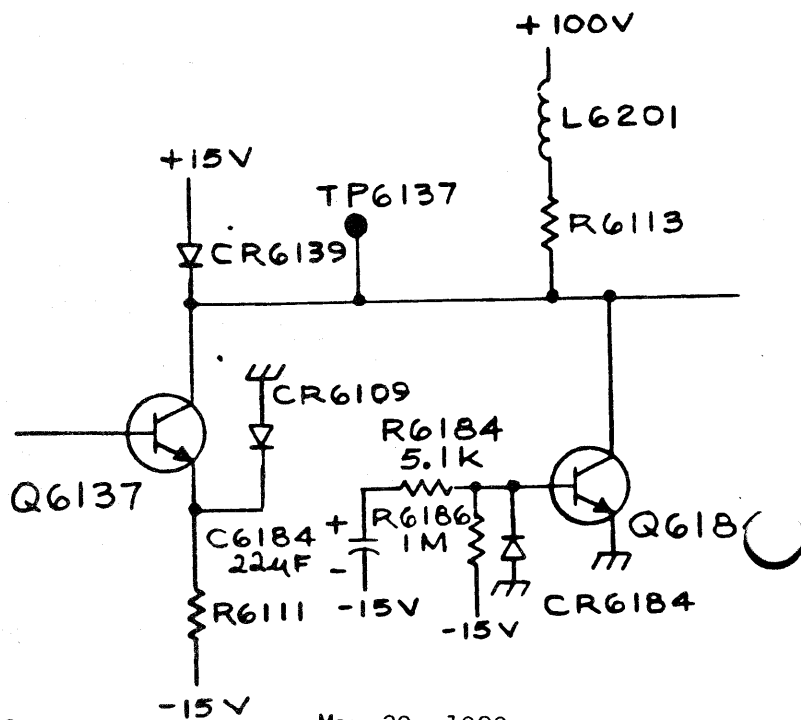 +100V
L6201
+15V
TP6137
R6113
CR6139
CR6109
R6184
5.1K
Q6137
R6186
1M
C6184
22µF
+
-
Q618
-15V
CR6184
-15V
R6111
-15V